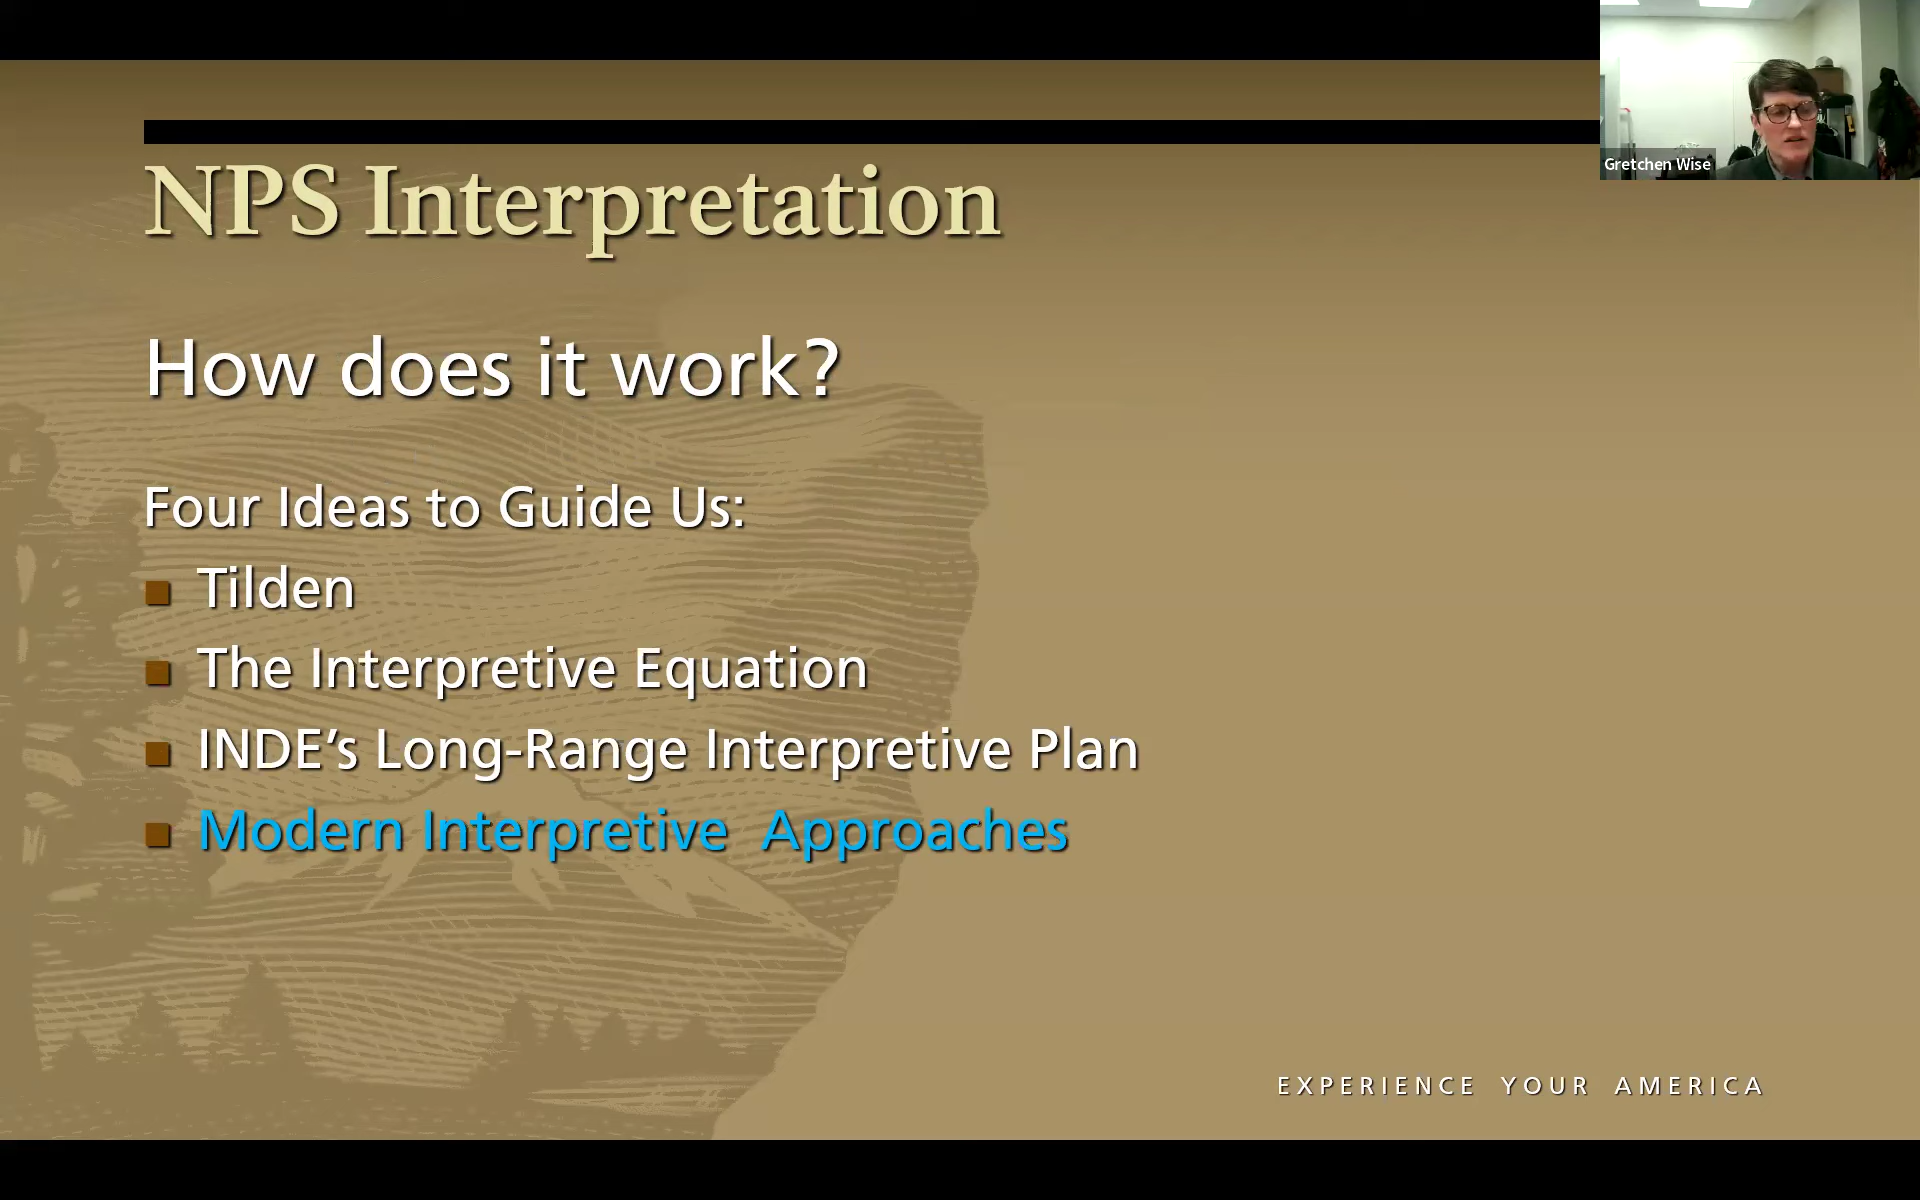 NPS Interpretation
Gretchen Wise
How does it work?
Four Ideas to Guide Us:
Tilden
The Interpretive Equation
INDE’s Long-Range Interpretive Plan
Modern Interpretive  Approaches
EXPERIENCE YOUR AMERICA